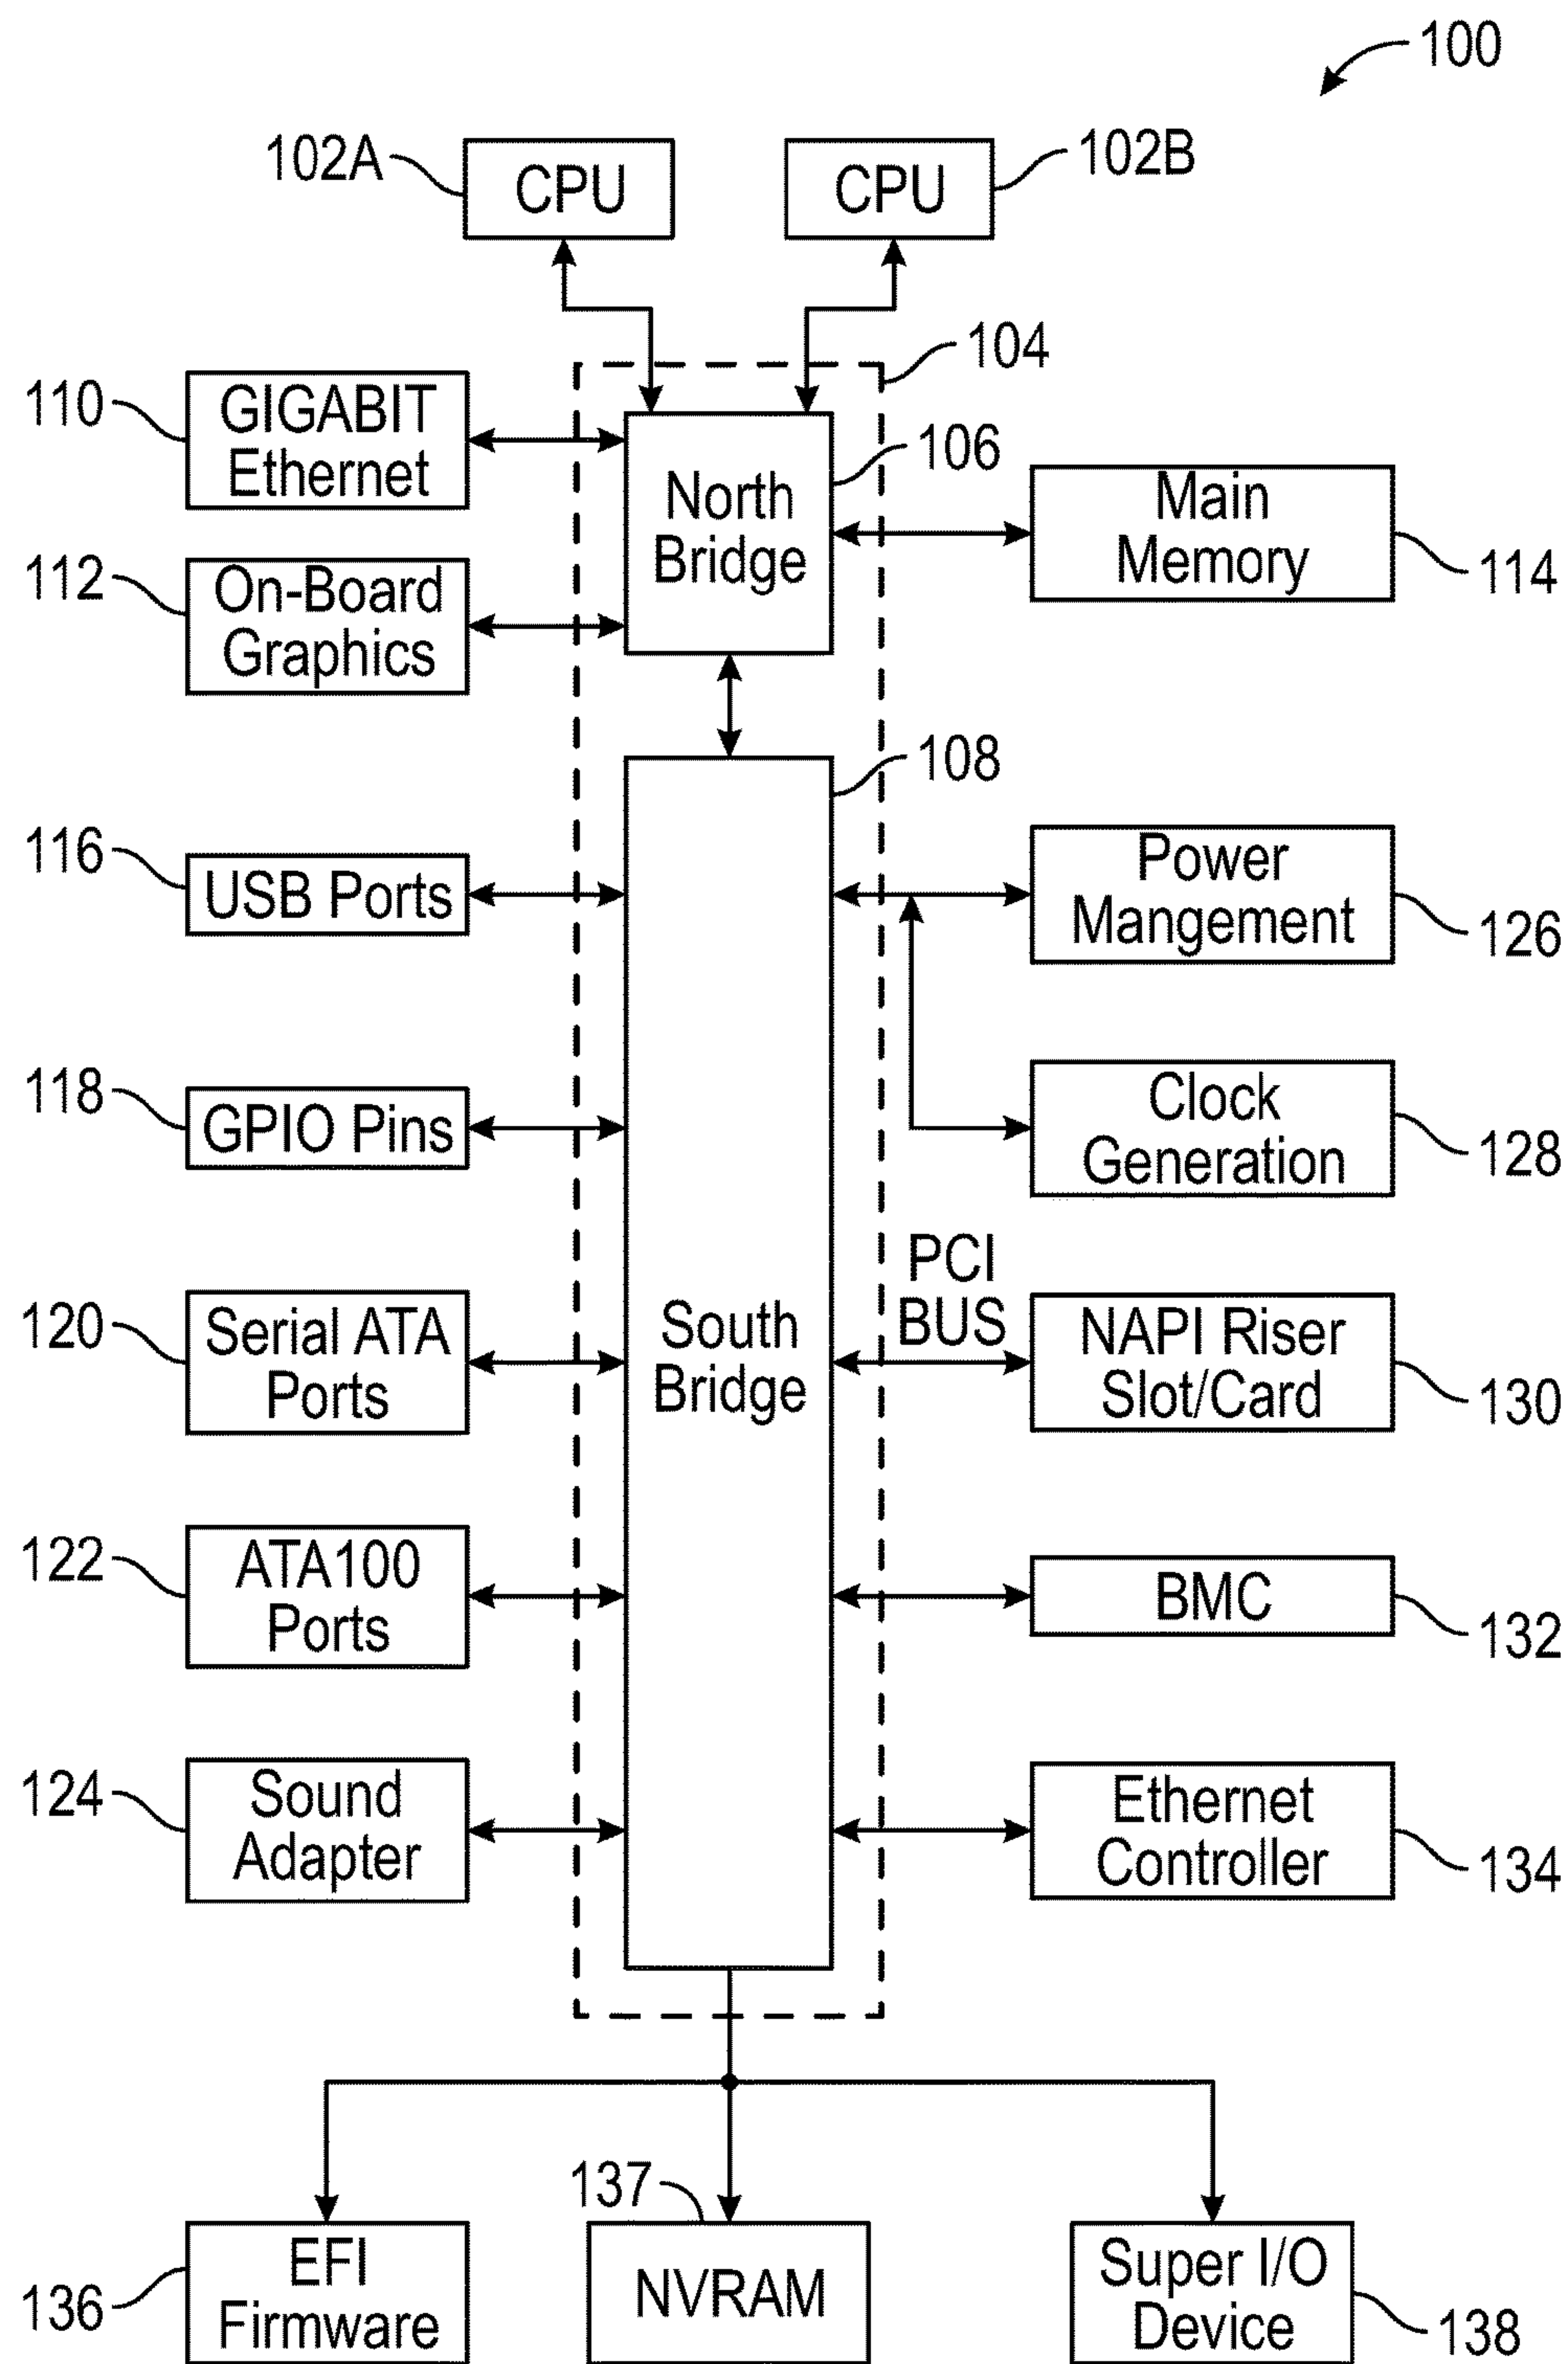 100
102A
CPU
CPU
102B
104
110
GIGABIT
Ethernet
North
Bridge
106
Main
Memory
114
112
On-Board
Graphics
108
116
USB Ports
Power
Mangement
126
118
GPIO Pins
Clock
Generation
128
120
Serial ATA
Ports
South
Bridge
PCI
BUS
NAPI Riser
Slot/Card
130
122
ATA100
Ports
BMC
132
124
Sound
Adapter
Ethernet
Controller
134
136
EFI
Firmware
137
NVRAM
Super I/O
Device
138